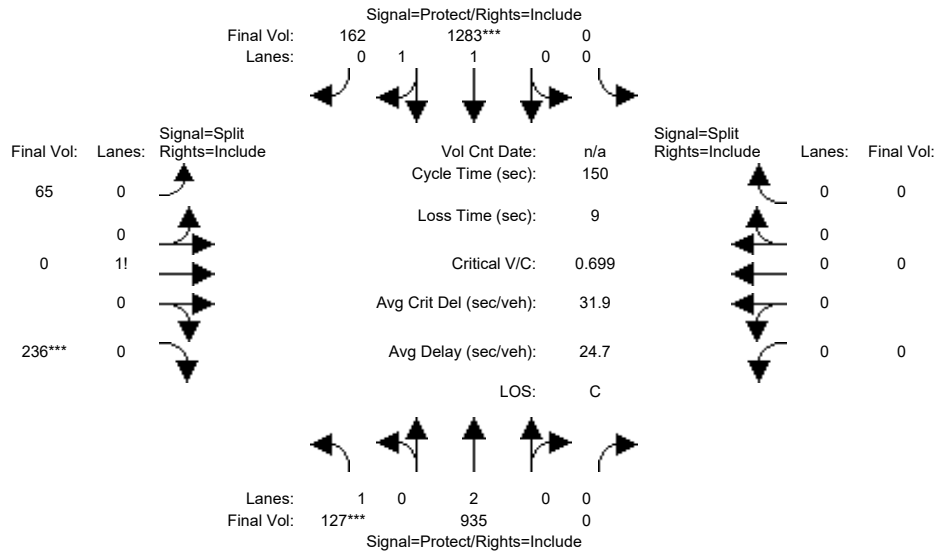 Signal=Protect/Rights=Include
Final Vol: 162 1283*** 0
Lanes: 0 1 1 0 0
Signal=Split Signal=Split
Final Vol: Lanes: Rights=Include Vol Cnt Date: n/a Rights=Include Lanes: Final Vol:
Cycle Time (sec): 150
65 0 0 0
Loss Time (sec): 9
0 0
0 1! Critical V/C: 0.699 0 0
0 Avg Crit Del (sec/veh): 31.9 0
236*** 0 Avg Delay (sec/veh): 24.7 0 0
LOS: C
Lanes: 1 0 2 0 0
Final Vol: 127*** 935 0
Signal=Protect/Rights=Include